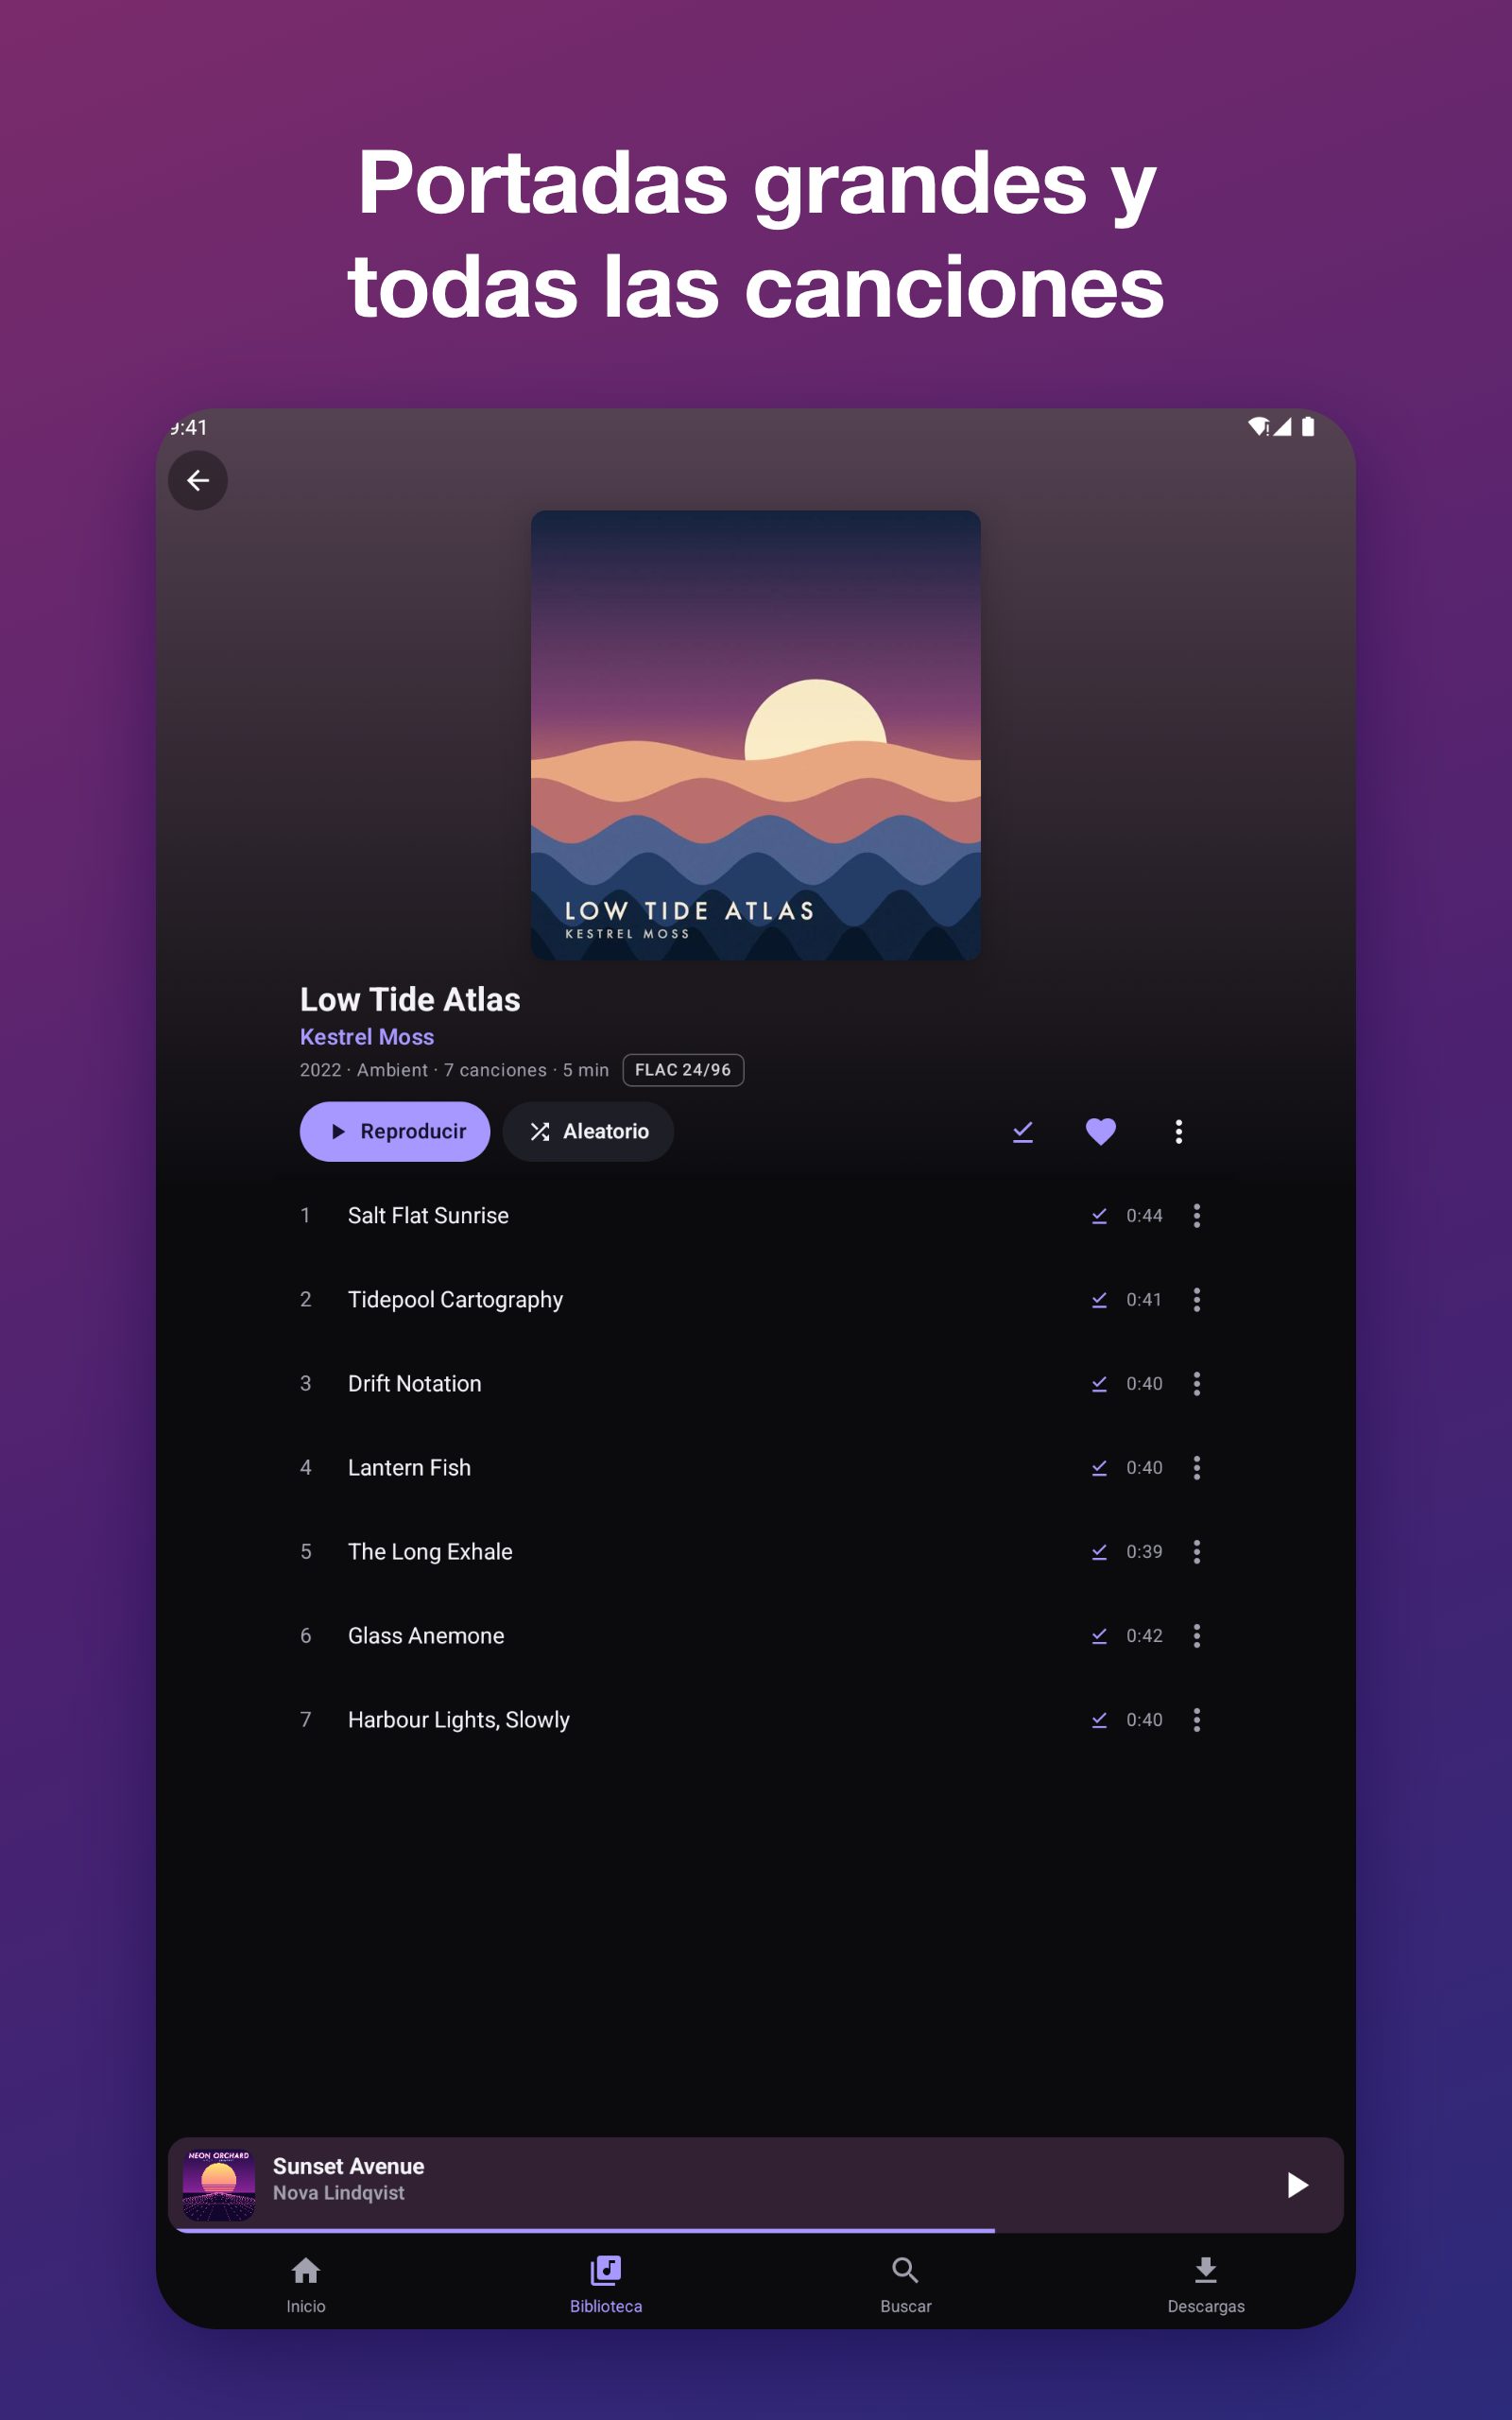 Portadas grandes y
todas las canciones
9:41
LOW TIDE ATLAS
KESTREL MOSS
Low Tide Atlas
Kestrel Moss
2022 · Ambient · 7 canciones · 5 min FLAC 24/96
Reproducir Aleatorio
1 Salt Flat Sunrise 0:44
2 Tidepool Cartography 0:41
3 Drift Notation 0:40
4 Lantern Fish 0:40
5 The Long Exhale 0:39
6 Glass Anemone 0:42
7 Harbour Lights, Slowly 0:40
NEON ORCHARD
Sunset Avenue
Nova Lindqvist
Inicio Biblioteca Buscar Descargas